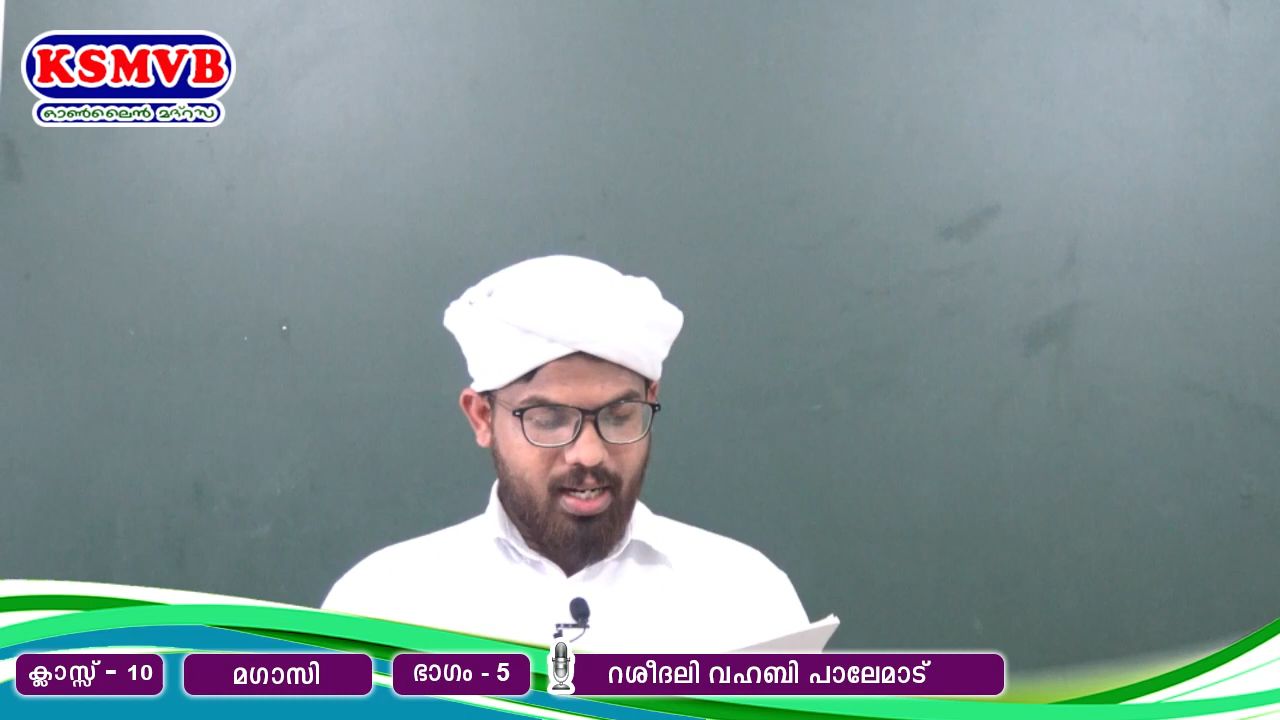 KSMVB
ഓൺലൈൻ മദ്റസ
ക്ലാസ്സ് - 10
മഗാസി
ഭാഗം - 5
റശീദലി വഹബി പാലേമാട്